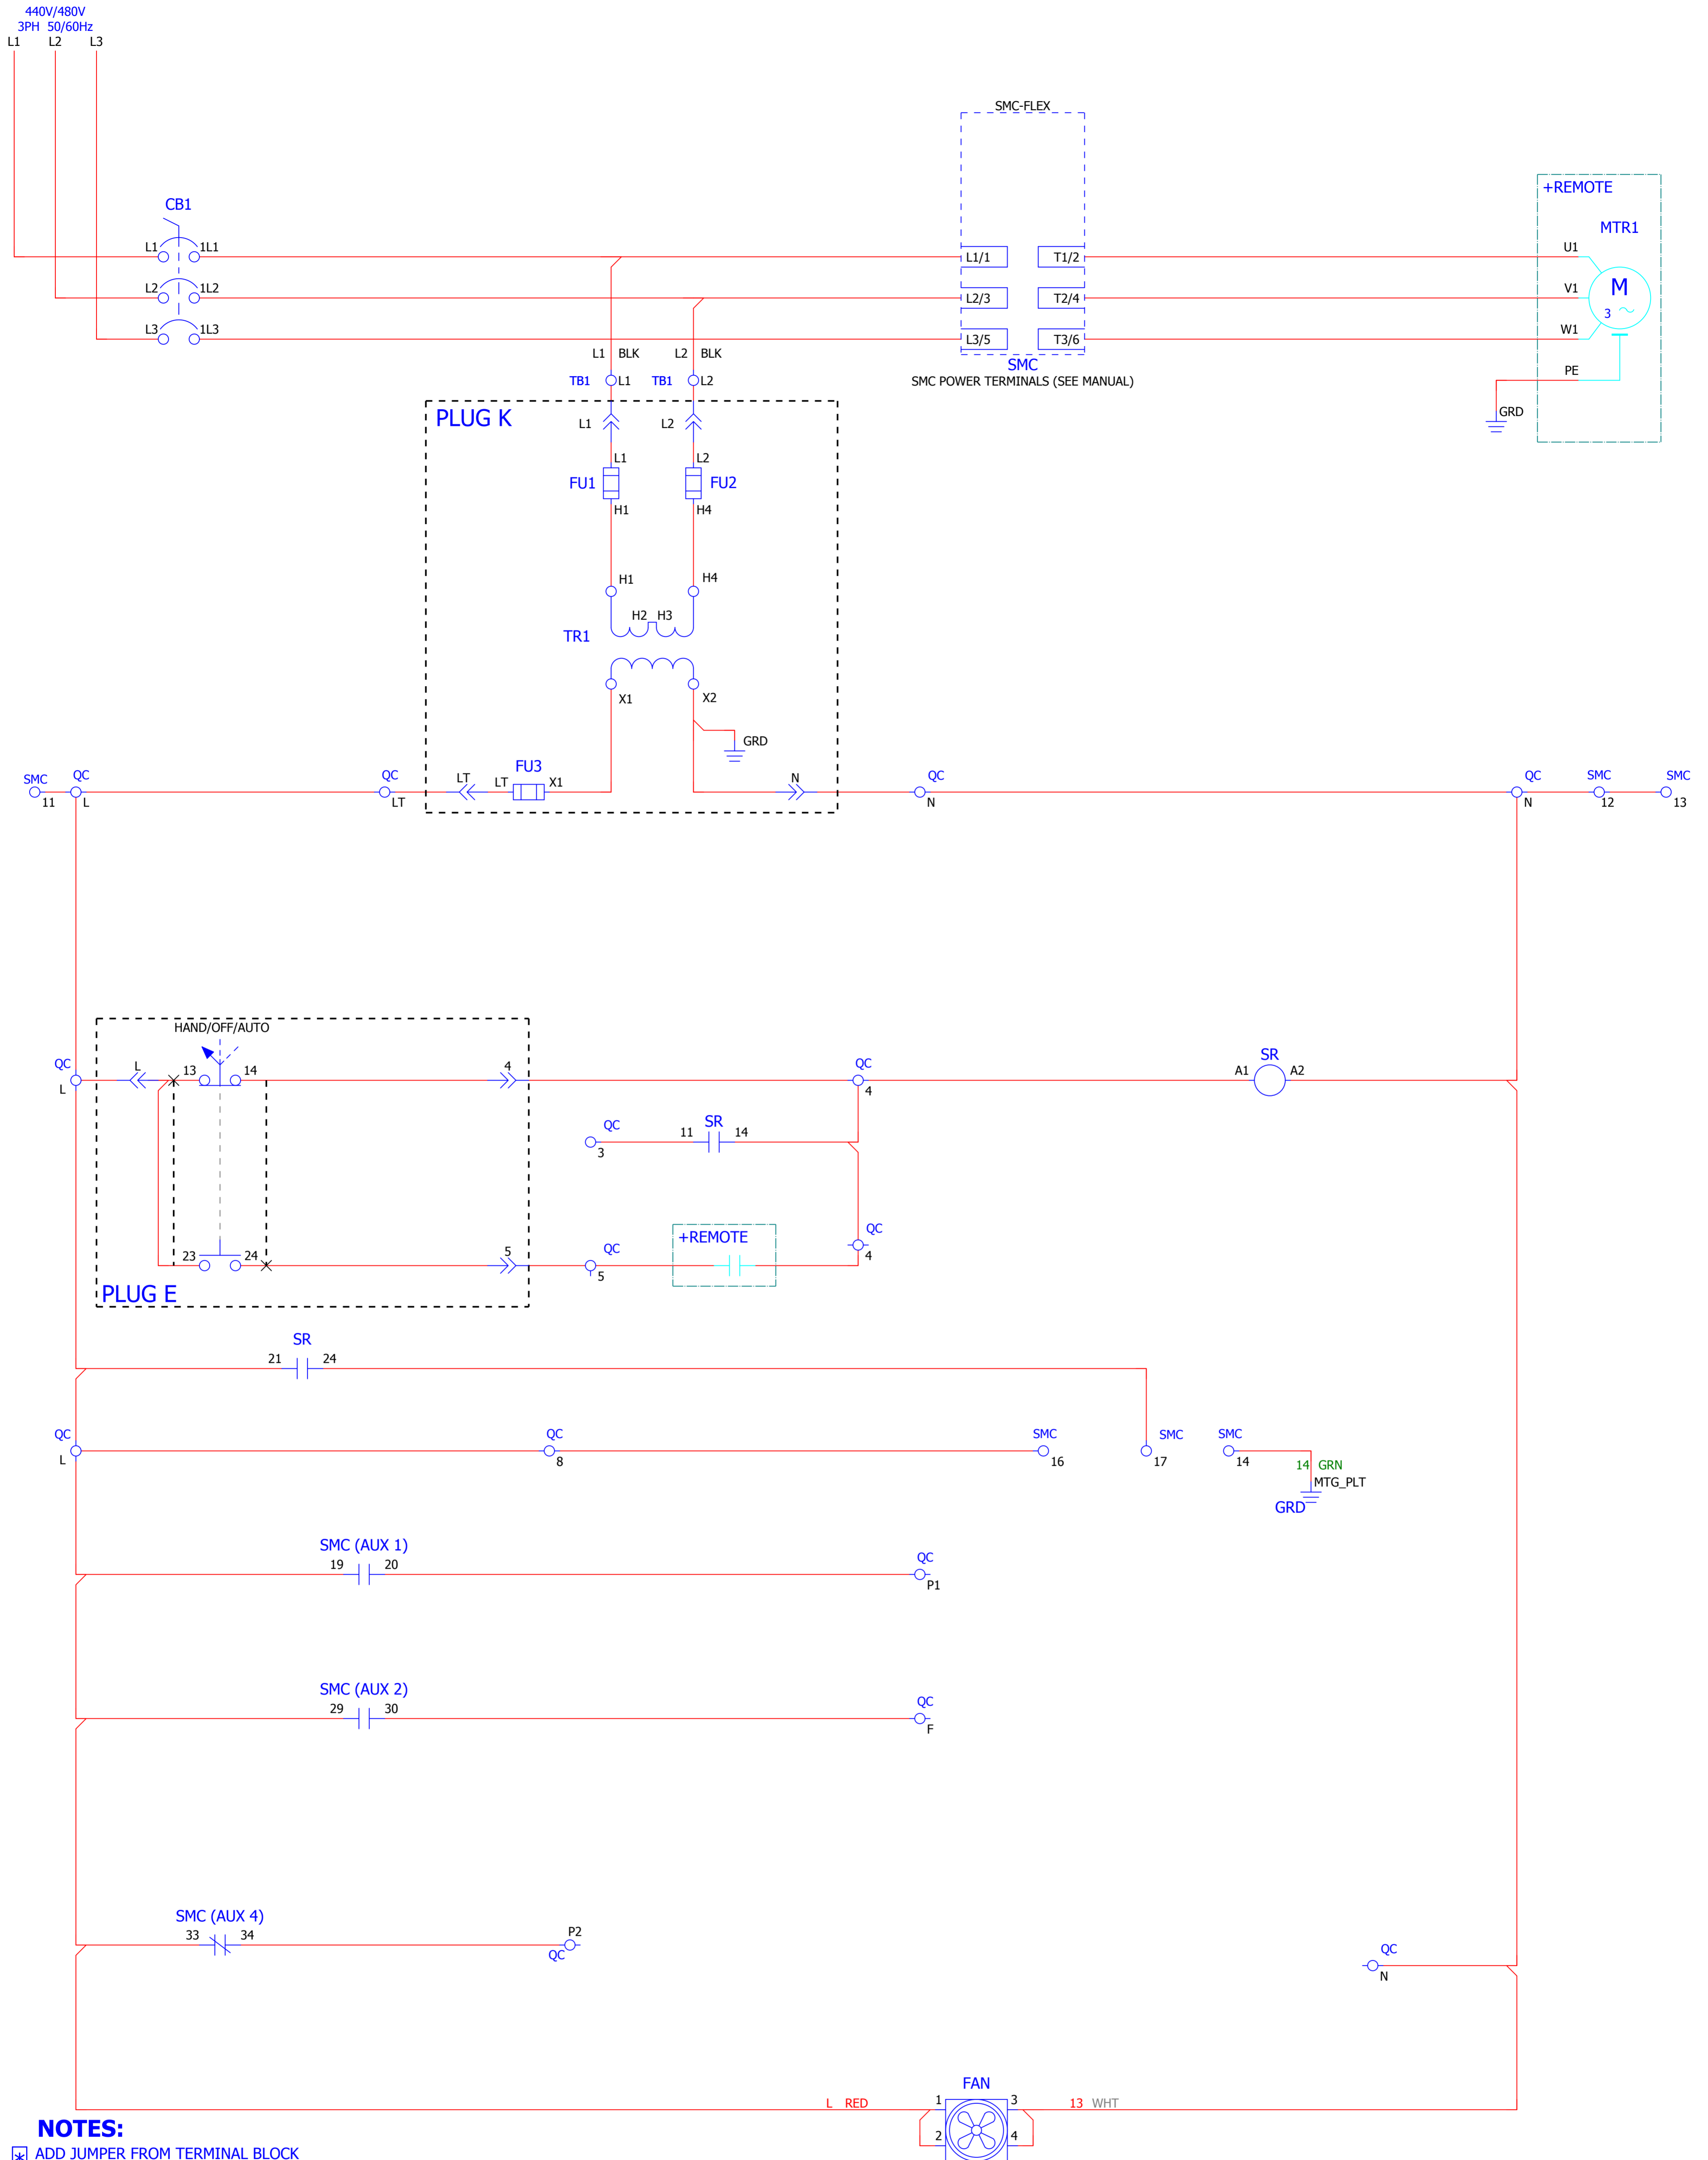 440V/480V
3PH 50/60Hz
L1 L2 L3
SMC-FLEX
+REMOTE
CB1
MTR1
L1 1L1 L1/1 T1/2 U1
L2 1L2 L2/3 T2/4 V1
M
3
L3 1L3 L3/5 T3/6 W1
L1 BLK L2 BLK
SMC
SMC POWER TERMINALS (SEE MANUAL)
PE
TB1 L1 TB1 L2
GRD
PLUG K
L1 L2
L1 L2
FU1 FU2
H1 H4
H1 H4
H2 H3
TR1
X1 X2
GRD
FU3
SMC QC QC LT LT X1 N QC QC SMC SMC
11 L LT N N 12 13
HAND/OFF/AUTO
QC L 13 14 4 QC SR
A1 A2
L 4
QC 11 SR 14
3
+REMOTE QC
23 24 5 QC 4
5
PLUG E
SR
21 24
QC QC SMC SMC SMC
L 8 16 17 14
14 GRN
MTG_PLT
GRD
SMC (AUX 1)
19 20 QC
P1
SMC (AUX 2)
29 30 QC
F
SMC (AUX 4)
33 34 P2
QC
QC
N
FAN
L RED 1 3 13 WHT
2 4
NOTES:
* ADD JUMPER FROM TERMINAL BLOCK